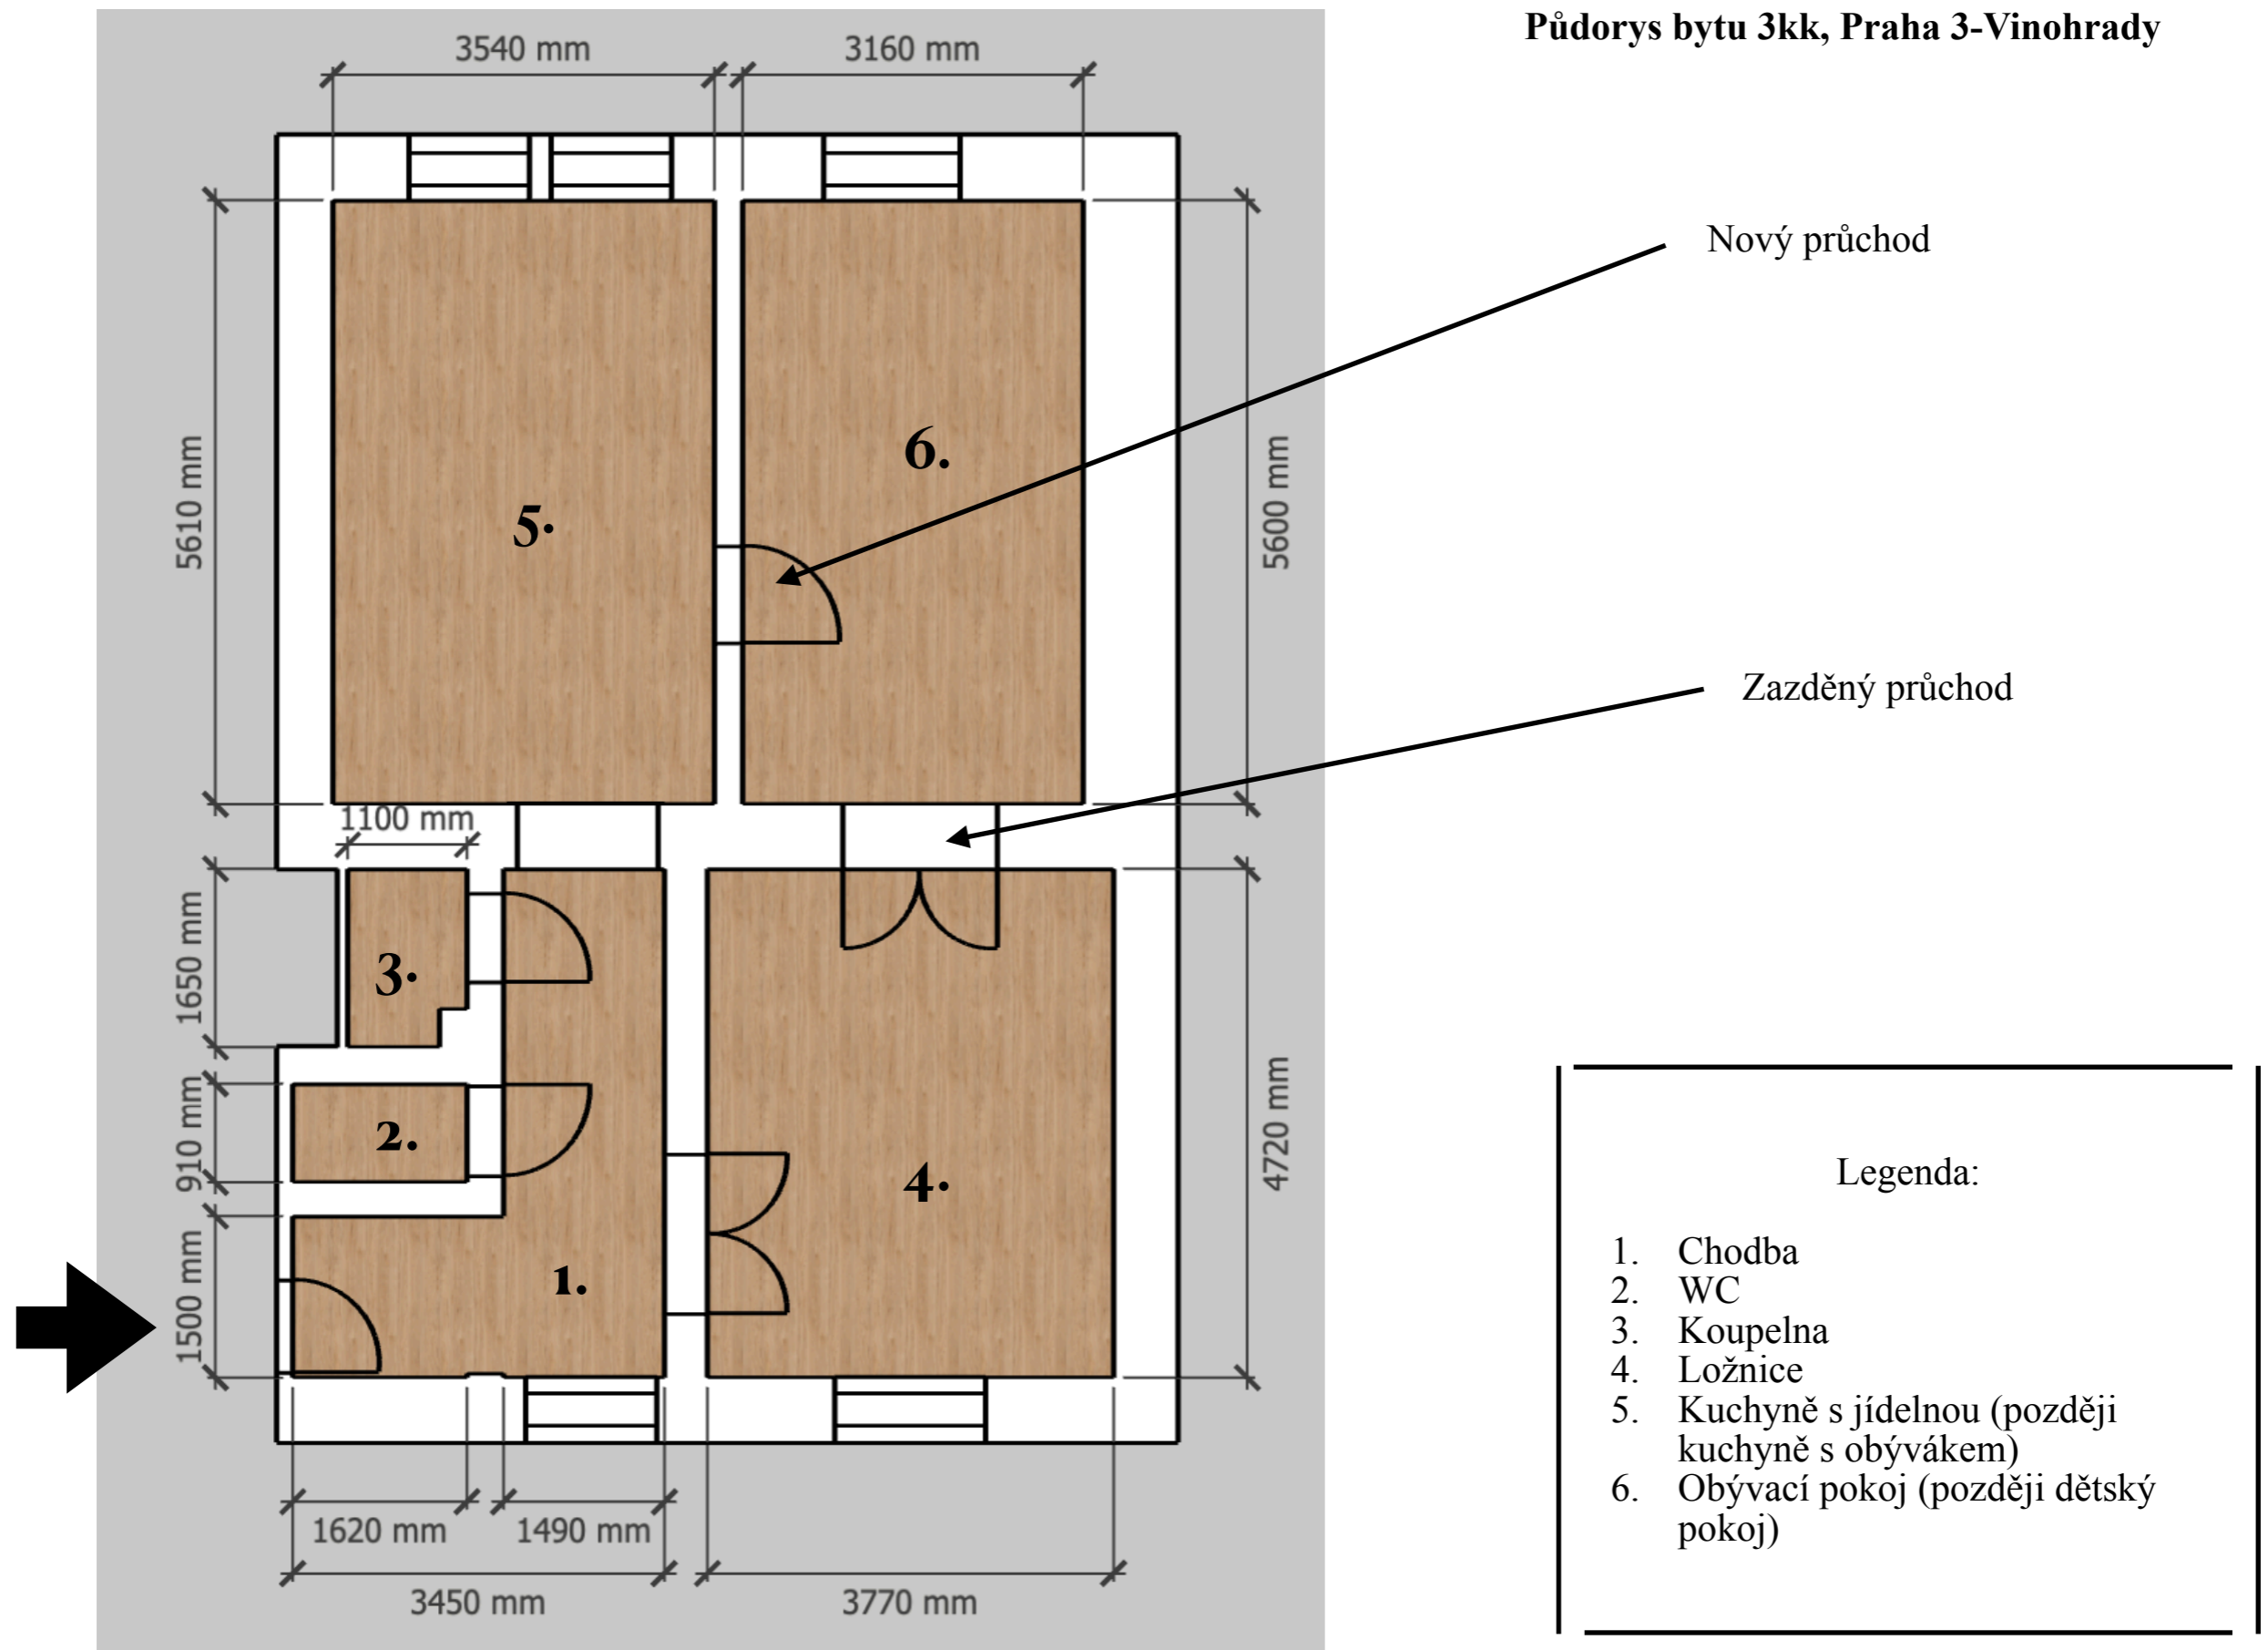 Půdorys bytu 3kk, Praha 3-Vinohrady
3540 mm
3160 mm
Nový průchod
5610 mm
6.
5.
5600 mm
Zazděný průchod
1100 mm
1650 mm
3.
910 mm
2.
4.
4720 mm
1500 mm
1.
1620 mm
1490 mm
3450 mm
3770 mm
Legenda:
1. Chodba
2. WC
3. Koupelna
4. Ložnice
5. Kuchyně s jídelnou (později
kuchyně s obývákem)
6. Obývací pokoj (později dětský
pokoj)